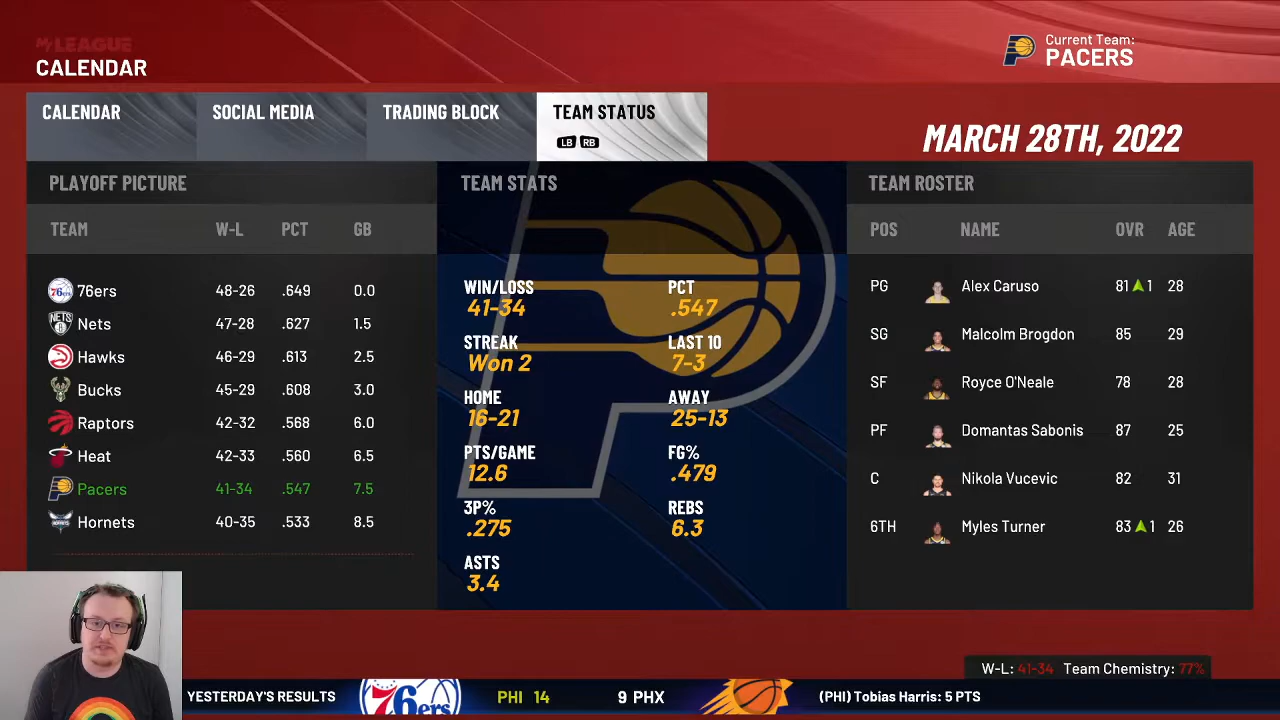 MyLEAGUE
CALENDAR
Current Team:
PACERS
CALENDAR
SOCIAL MEDIA
TRADING BLOCK
TEAM STATUS
LB RB
MARCH 28TH, 2022
PLAYOFF PICTURE
TEAM W-L PCT GB
76ers 48-26 .649 0.0
NETS Nets 47-28 .627 1.5
Hawks 46-29 .613 2.5
Bucks 45-29 .608 3.0
Raptors 42-32 .568 6.0
Heat 42-33 .560 6.5
Pacers 41-34 .547 7.5
Hornets 40-35 .533 8.5
TEAM STATS
WIN/LOSS PCT
41-34 .547
STREAK LAST 10
Won 2 7-3
HOME AWAY
16-21 25-13
PTS/GAME FG%
12.6 .479
3P% REBS
.275 6.3
ASTS
3.4
TEAM ROSTER
POS NAME OVR AGE
PG Alex Caruso 81 1 28
SG Malcolm Brogdon 85 29
SF Royce O'Neale 78 28
PF Domantas Sabonis 87 25
C Nikola Vucevic 82 31
6TH Myles Turner 83 1 26
W-L: 41-34 Team Chemistry: 77%
YESTERDAY'S RESULTS 76ers PHI 14 9 PHX (PHI) Tobias Harris: 5 PTS